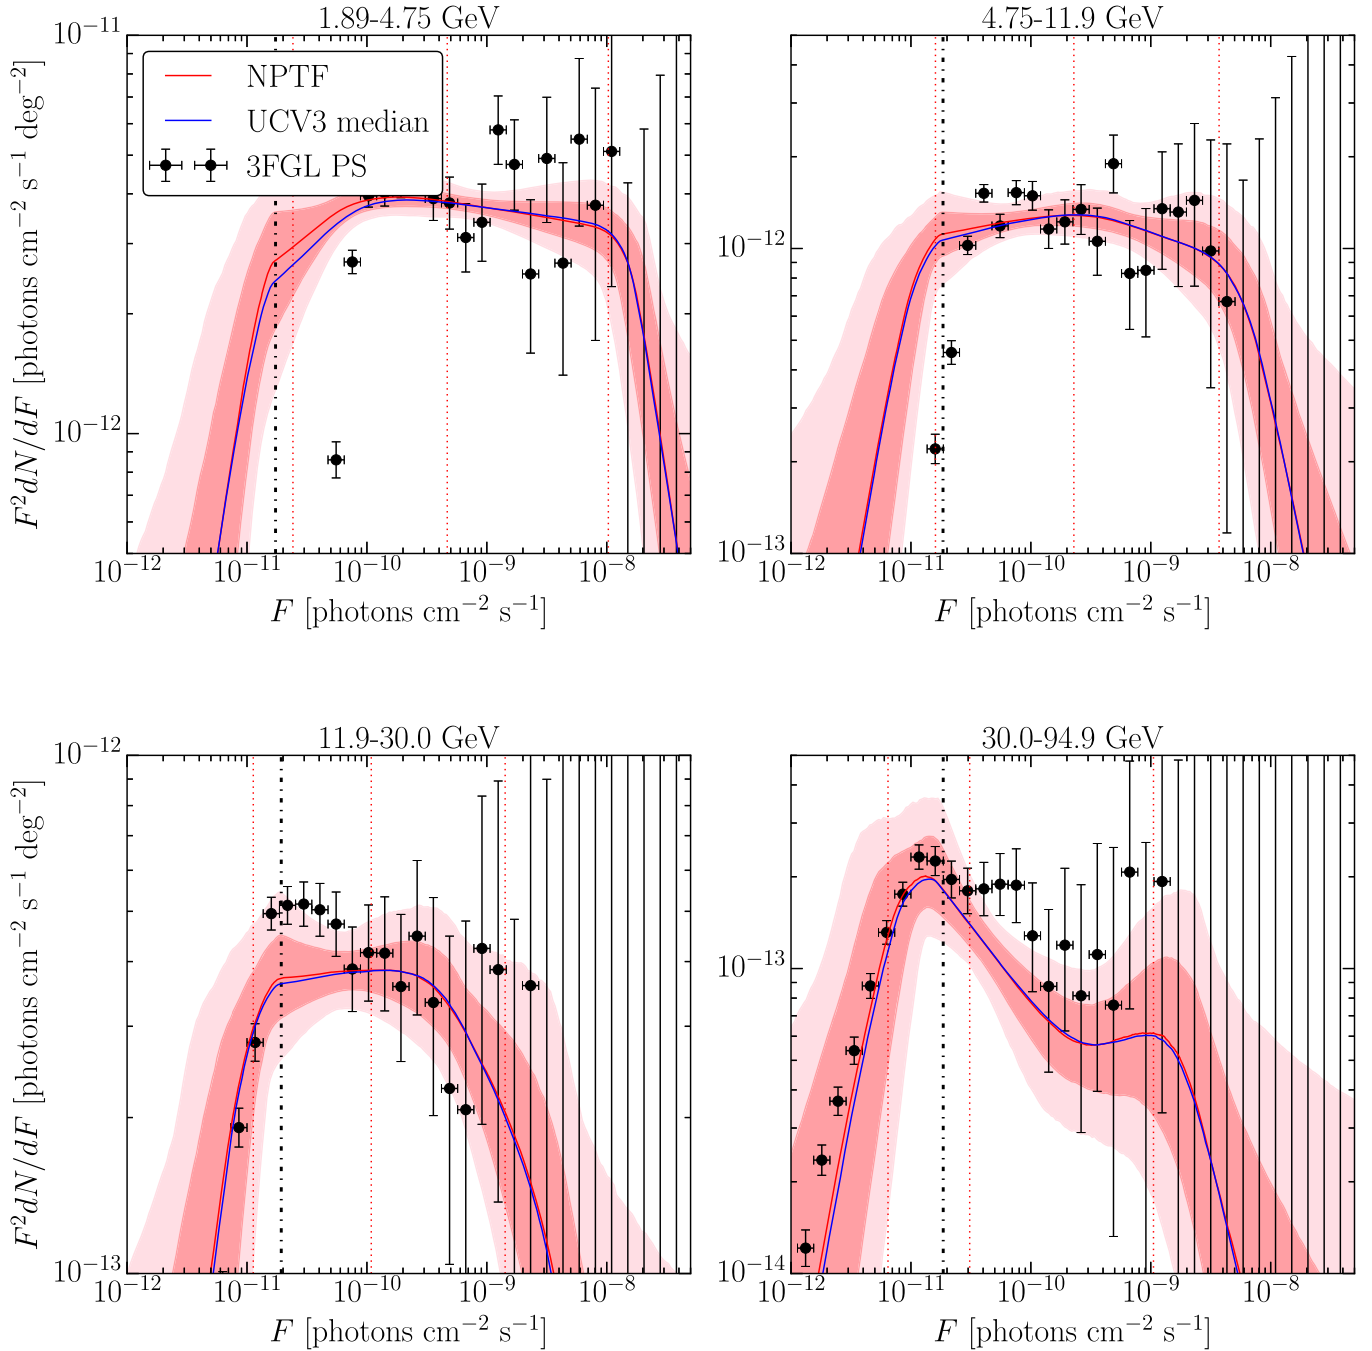 1.89-4.75 GeV
4.75-11.9 GeV
NPTF
UCV3 median
3FGL PS
10⁻¹¹
10⁻¹²
F²dN/dF [photons cm⁻² s⁻¹ deg⁻²]
10⁻¹² 10⁻¹¹ 10⁻¹⁰ 10⁻⁹ 10⁻⁸
F [photons cm⁻² s⁻¹]
10⁻¹²
10⁻¹³
10⁻¹² 10⁻¹¹ 10⁻¹⁰ 10⁻⁹ 10⁻⁸
F [photons cm⁻² s⁻¹]
11.9-30.0 GeV
30.0-94.9 GeV
10⁻¹²
10⁻¹³
F²dN/dF [photons cm⁻² s⁻¹ deg⁻²]
10⁻¹² 10⁻¹¹ 10⁻¹⁰ 10⁻⁹ 10⁻⁸
F [photons cm⁻² s⁻¹]
10⁻¹³
10⁻¹⁴
10⁻¹² 10⁻¹¹ 10⁻¹⁰ 10⁻⁹ 10⁻⁸
F [photons cm⁻² s⁻¹]